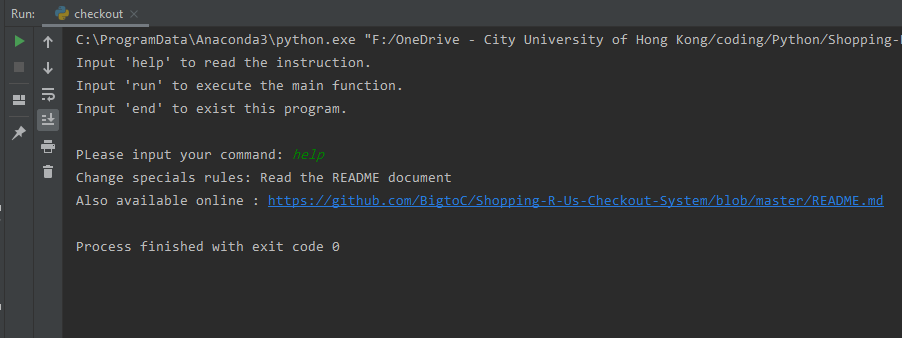 Run: checkout
C:\ProgramData\Anaconda3\python.exe "F:/OneDrive - City University of Hong Kong/coding/Python/Shopping-
Input 'help' to read the instruction.
Input 'run' to execute the main function.
Input 'end' to exist this program.
PLease input your command: help
Change specials rules: Read the README document
Also available online : https://github.com/BigtoC/Shopping-R-Us-Checkout-System/blob/master/README.md
Process finished with exit code 0